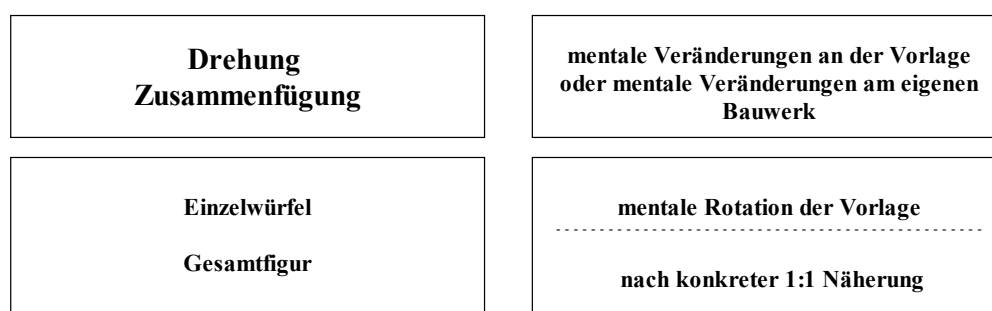 Drehung
Zusammenfügung
mentale Veränderungen an der Vorlage
oder mentale Veränderungen am eigenen
Bauwerk
Einzelwürfel
Gesamtfigur
mentale Rotation der Vorlage
nach konkreter 1:1 Näherung